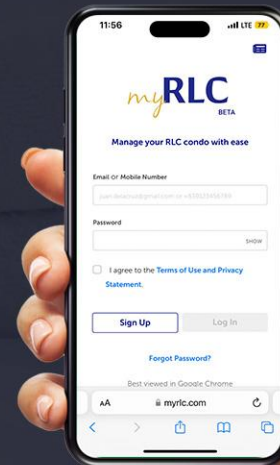 11:56
LTE 77
myRLC
BETA
Manage your RLC condo with ease
Email or Mobile Number
Password
SHOW
I agree to the Terms of Use and Privacy
Statement.
Sign Up
Log In
Forgot Password?
Best viewed in Google Chrome
AA
myrlc.com